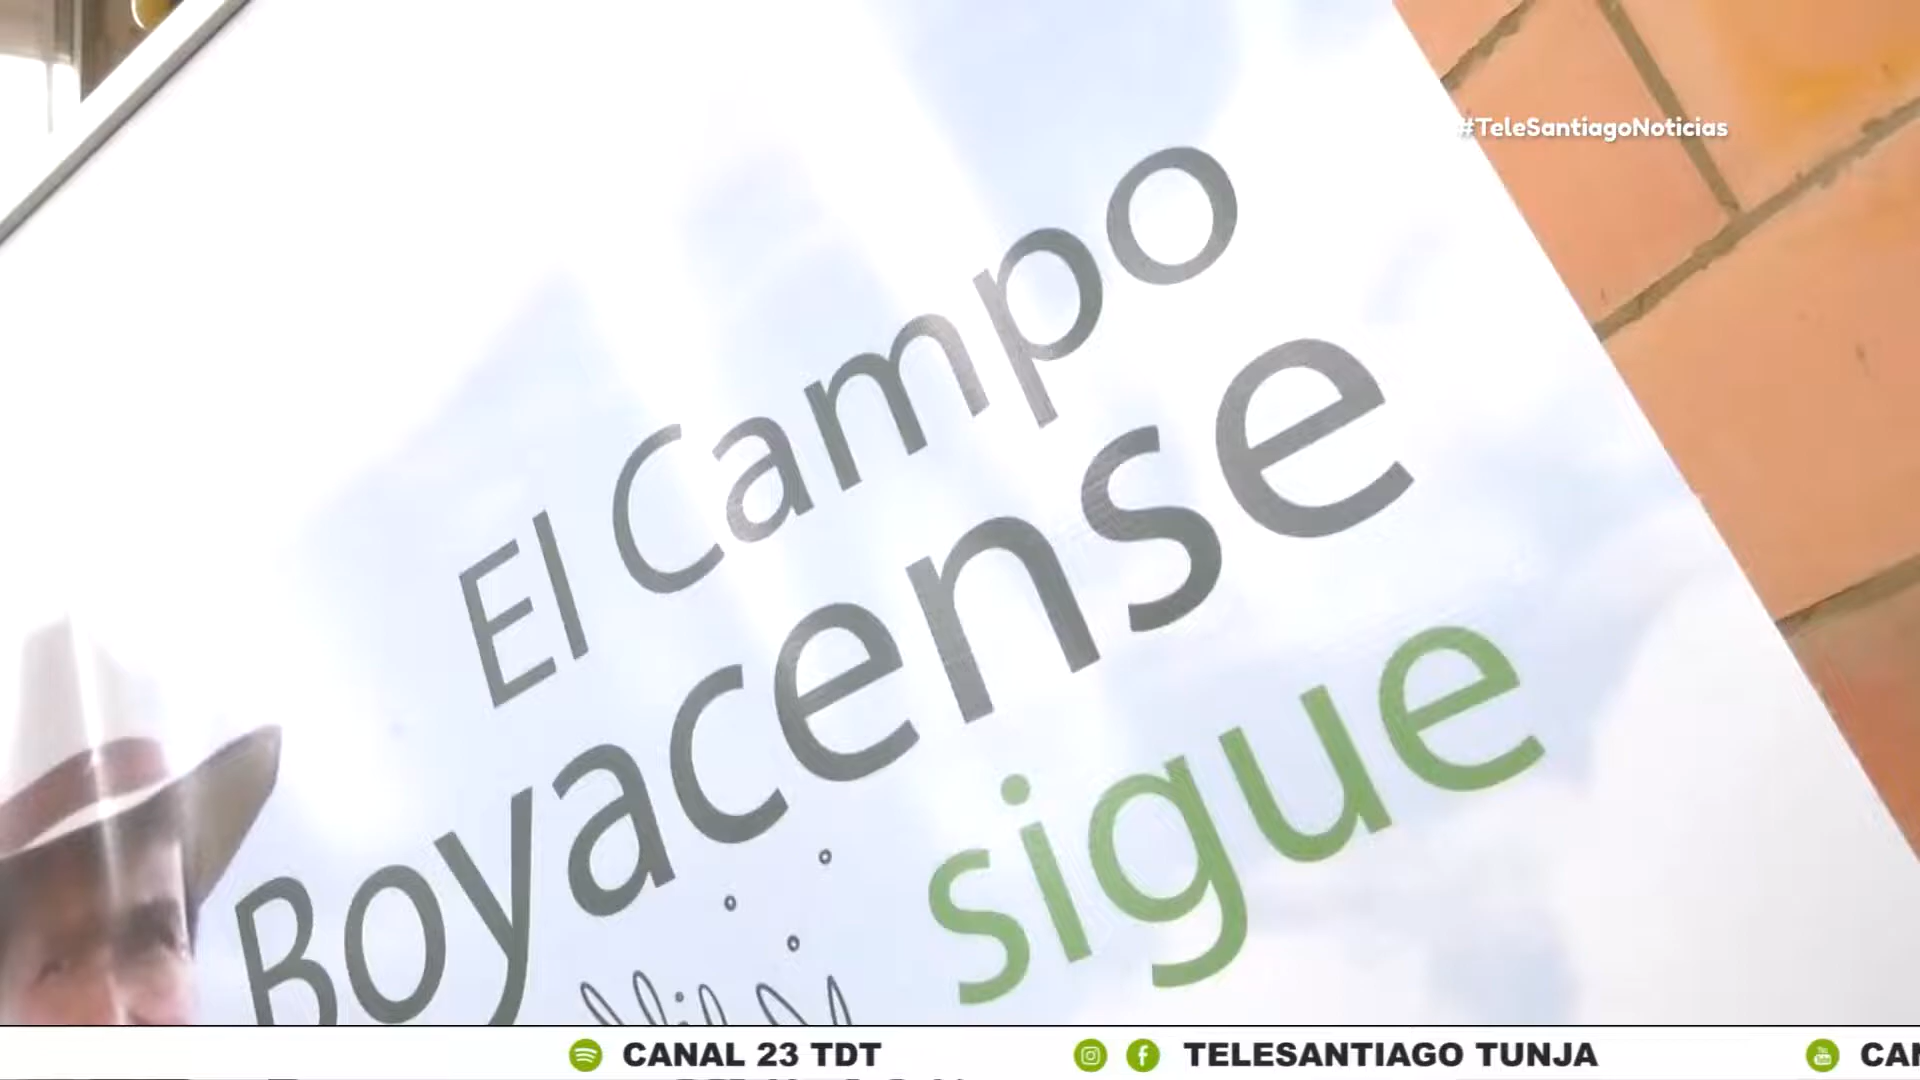 #TeleSantiagoNoticias
El Campo
Boyacense
sigue
CANAL 23 TDT
TELESANTIAGO TUNJA